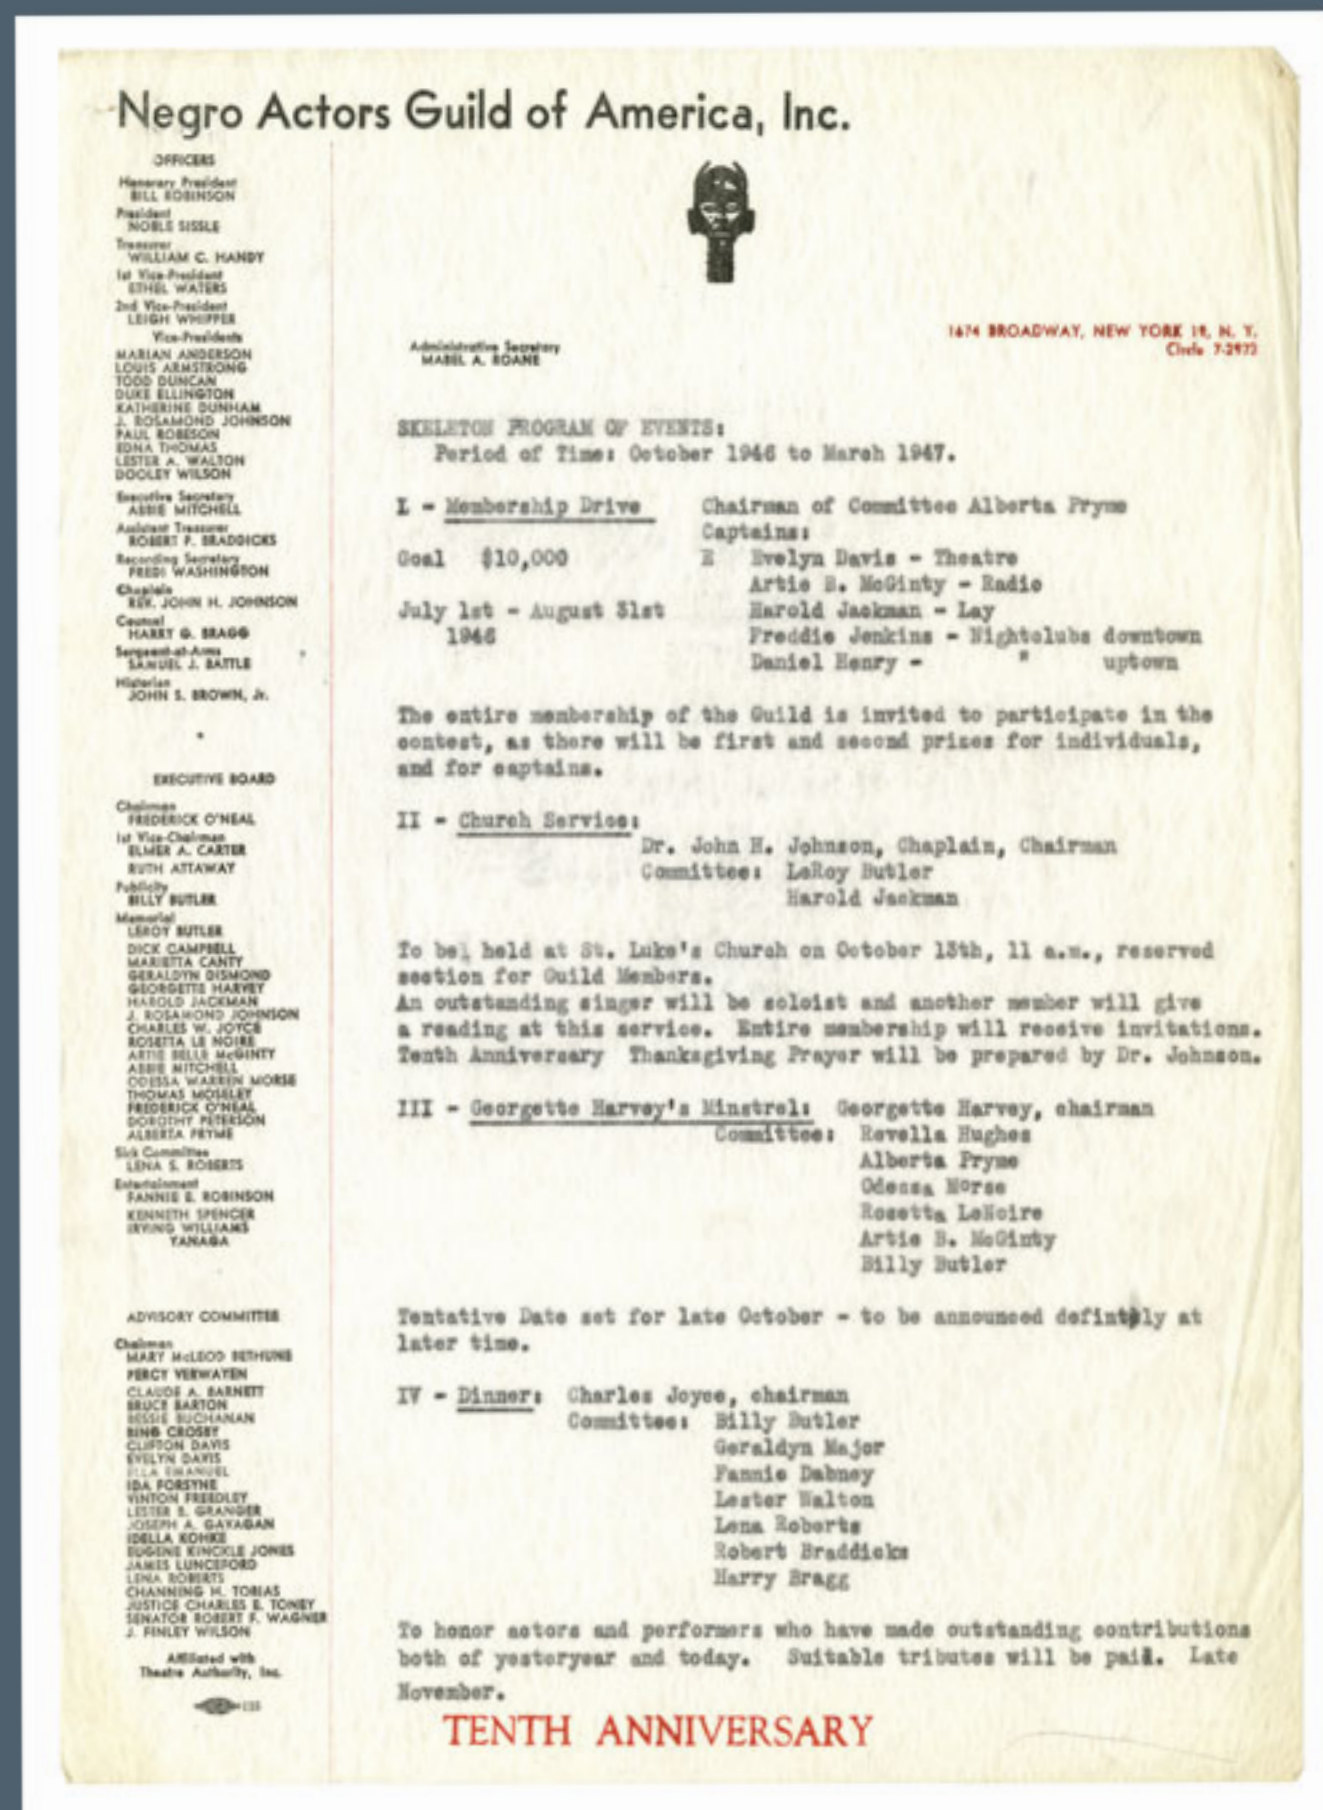 Negro Actors Guild of America, Inc.
OFFICERS
Honorary President
BILL ROBINSON
President
NOBLE SISSLE
Treasurer
WILLIAM C. HANDY
1st Vice-President
ETHEL WATERS
2nd Vice-President
LEIGH WHIPPER
Vice-Presidents
MARIAN ANDERSON
LOUIS ARMSTRONG
TODD DUNCAN
DUKE ELLINGTON
KATHERINE DUNHAM
J. ROSAMOND JOHNSON
PAUL ROBESON
EDNA THOMAS
LESTER A. WALTON
DOOLEY WILSON
Executive Secretary
ABBIE MITCHELL
Assistant Treasurer
ROBERT P. BRADDICKS
Recording Secretary
FREDI WASHINGTON
Chaplain
REV. JOHN H. JOHNSON
Counsel
HARRY G. BRAGG
Sergeant-at-Arms
SAMUEL J. BATTLE
Historian
JOHN S. BROWN, Jr.
EXECUTIVE BOARD
Chairman
FREDERICK O'NEAL
1st Vice-Chairman
ELMER A. CARTER
RUTH ATTAWAY
Publicity
BILLY BUTLER
Memorial
LEROY BUTLER
DICK CAMPBELL
MARIETTA CANTY
GERALDYN DISMOND
GEORGETTE HARVEY
HAROLD JACKMAN
J. ROSAMOND JOHNSON
CHARLES W. JOYCE
ROSETTA LE NOIRE
ARTIE BELLE McGINTY
ABBIE MITCHELL
ODESSA WARREN MORSE
THOMAS MOSELEY
FREDERICK O'NEAL
DOROTHY PETERSON
ALBERTA PRYME
Sick Committee
LENA S. ROBERTS
Entertainment
FANNIE E. ROBINSON
KENNETH SPENCER
IRVING WILLIAMS
YANAGA
ADVISORY COMMITTEE
Chairman
MARY McLEOD BETHUNE
PERCY VERWAYEN
CLAUDE A. BARNETT
BRUCE BARTON
BESSIE BUCHANAN
BING CROSBY
CLIFTON DAVIS
EVELYN DAVIS
ELLA EMANUEL
IDA FORSYNE
VINTON FREEDLEY
LESTER B. GRANGER
JOSEPH A. GAVAGAN
IDELLA KOHKE
EUGENE KINCKLE JONES
JAMES LUNCEFORD
LENA ROBERTS
CHANNING H. TOBIAS
JUSTICE CHARLES E. TONEY
SENATOR ROBERT F. WAGNER
J. FINLEY WILSON
Affiliated with
Theatre Authority, Inc.
Administrative Secretary
MABEL A. ROANE
1674 BROADWAY, NEW YORK 19, N. Y.
Circle 7-2973
SKELETON PROGRAM OF EVENTS:
Period of Time: October 1946 to March 1947.
I - Membership Drive Chairman of Committee Alberta Pryme
Captains:
Goal $10,000 E Evelyn Davis - Theatre
Artie B. McGinty - Radio
July 1st - August 31st Harold Jackman - Lay
1946 Freddie Jenkins - Nightclubs downtown
Daniel Henry - " uptown
The entire membership of the Guild is invited to participate in the
contest, as there will be first and second prizes for individuals,
and for captains.
II - Church Service:
Dr. John H. Johnson, Chaplain, Chairman
Committee: LeRoy Butler
Harold Jackman
To be held at St. Luke's Church on October 13th, 11 a.m., reserved
section for Guild Members.
An outstanding singer will be soloist and another member will give
a reading at this service. Entire membership will receive invitations.
Tenth Anniversary Thanksgiving Prayer will be prepared by Dr. Johnson.
III - Georgette Harvey's Minstrel: Georgette Harvey, chairman
Committee: Revella Hughes
Alberta Pryme
Odessa Morse
Rosetta LeNoire
Artie B. McGinty
Billy Butler
Tentative Date set for late October - to be announced defintely at
later time.
IV - Dinner: Charles Joyce, chairman
Committee: Billy Butler
Geraldyn Major
Fannie Dabney
Lester Walton
Lena Roberts
Robert Braddicks
Harry Bragg
To honor actors and performers who have made outstanding contributions
both of yesteryear and today. Suitable tributes will be paid. Late
November.
TENTH ANNIVERSARY